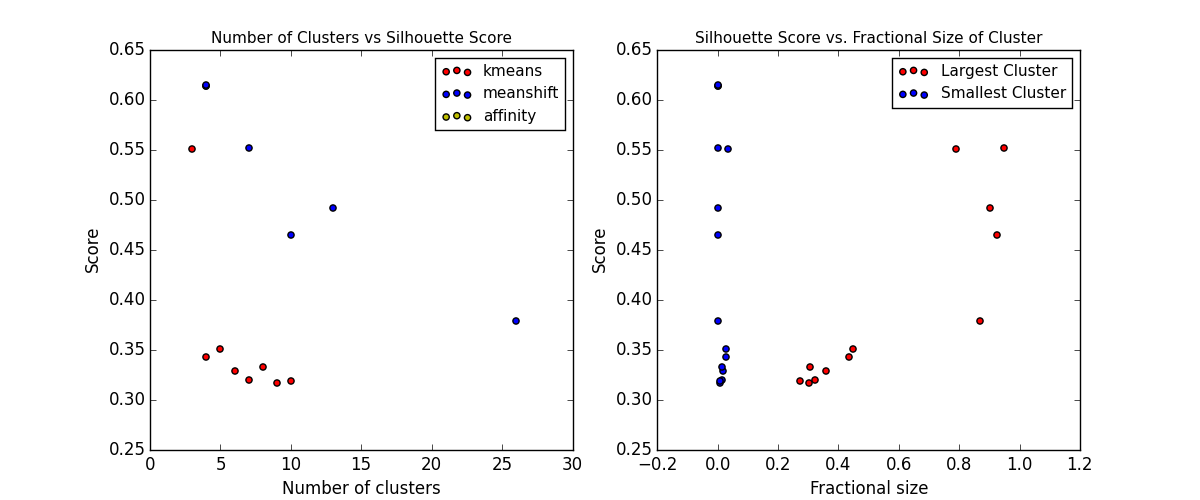 Number of Clusters vs Silhouette Score
0.65
0.60
0.55
0.50
0.45
0.40
0.35
0.30
0.25
Score
kmeans
meanshift
affinity
0 5 10 15 20 25 30
Number of clusters
Silhouette Score vs. Fractional Size of Cluster
0.65
0.60
0.55
0.50
0.45
0.40
0.35
0.30
0.25
Score
Largest Cluster
Smallest Cluster
−0.2 0.0 0.2 0.4 0.6 0.8 1.0 1.2
Fractional size